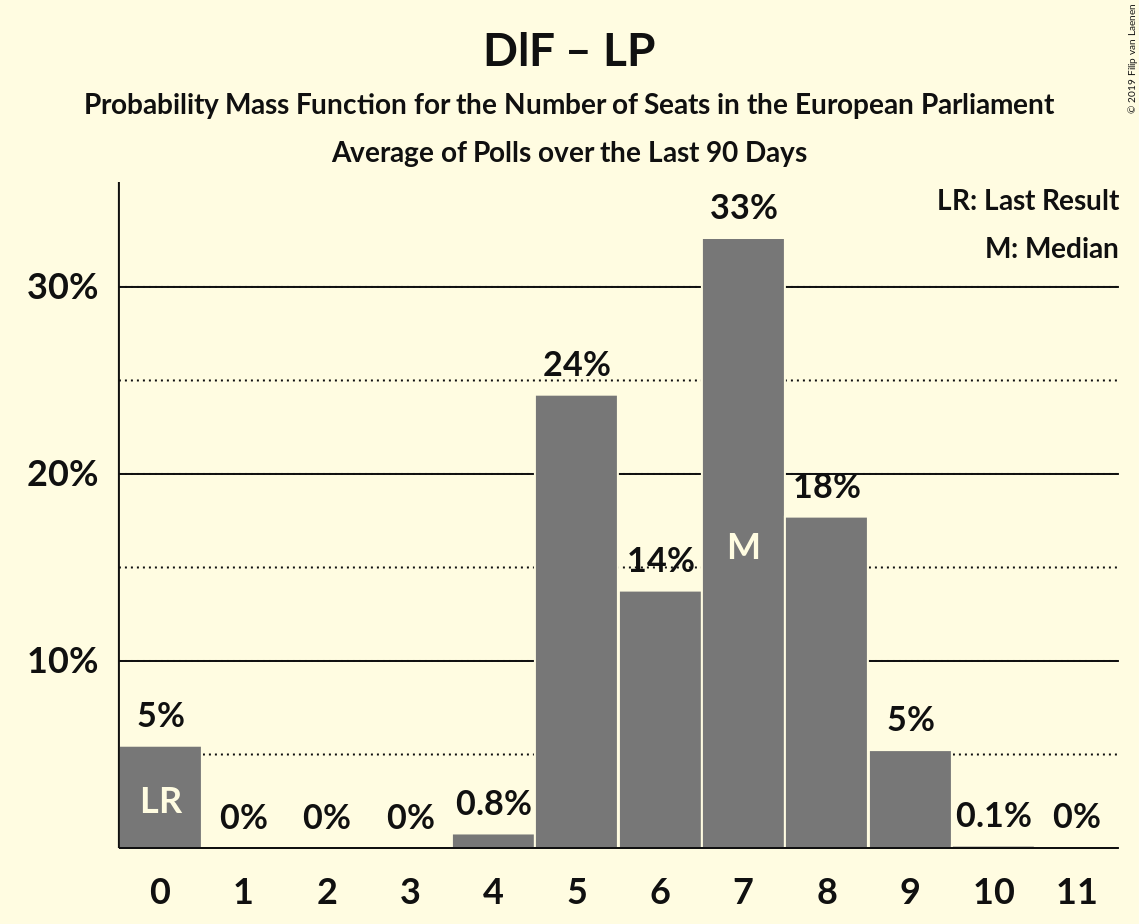 DIF – LP
Probability Mass Function for the Number of Seats in the European Parliament
Average of Polls over the Last 90 Days
© 2019 Filip van Laenen
LR: Last Result
M: Median
33%
30%
24%
20%
18%
14%
M
10%
5%
LR
0%
0%
0%
0.8%
5%
0.1%
0%
0 1 2 3 4 5 6 7 8 9 10 11